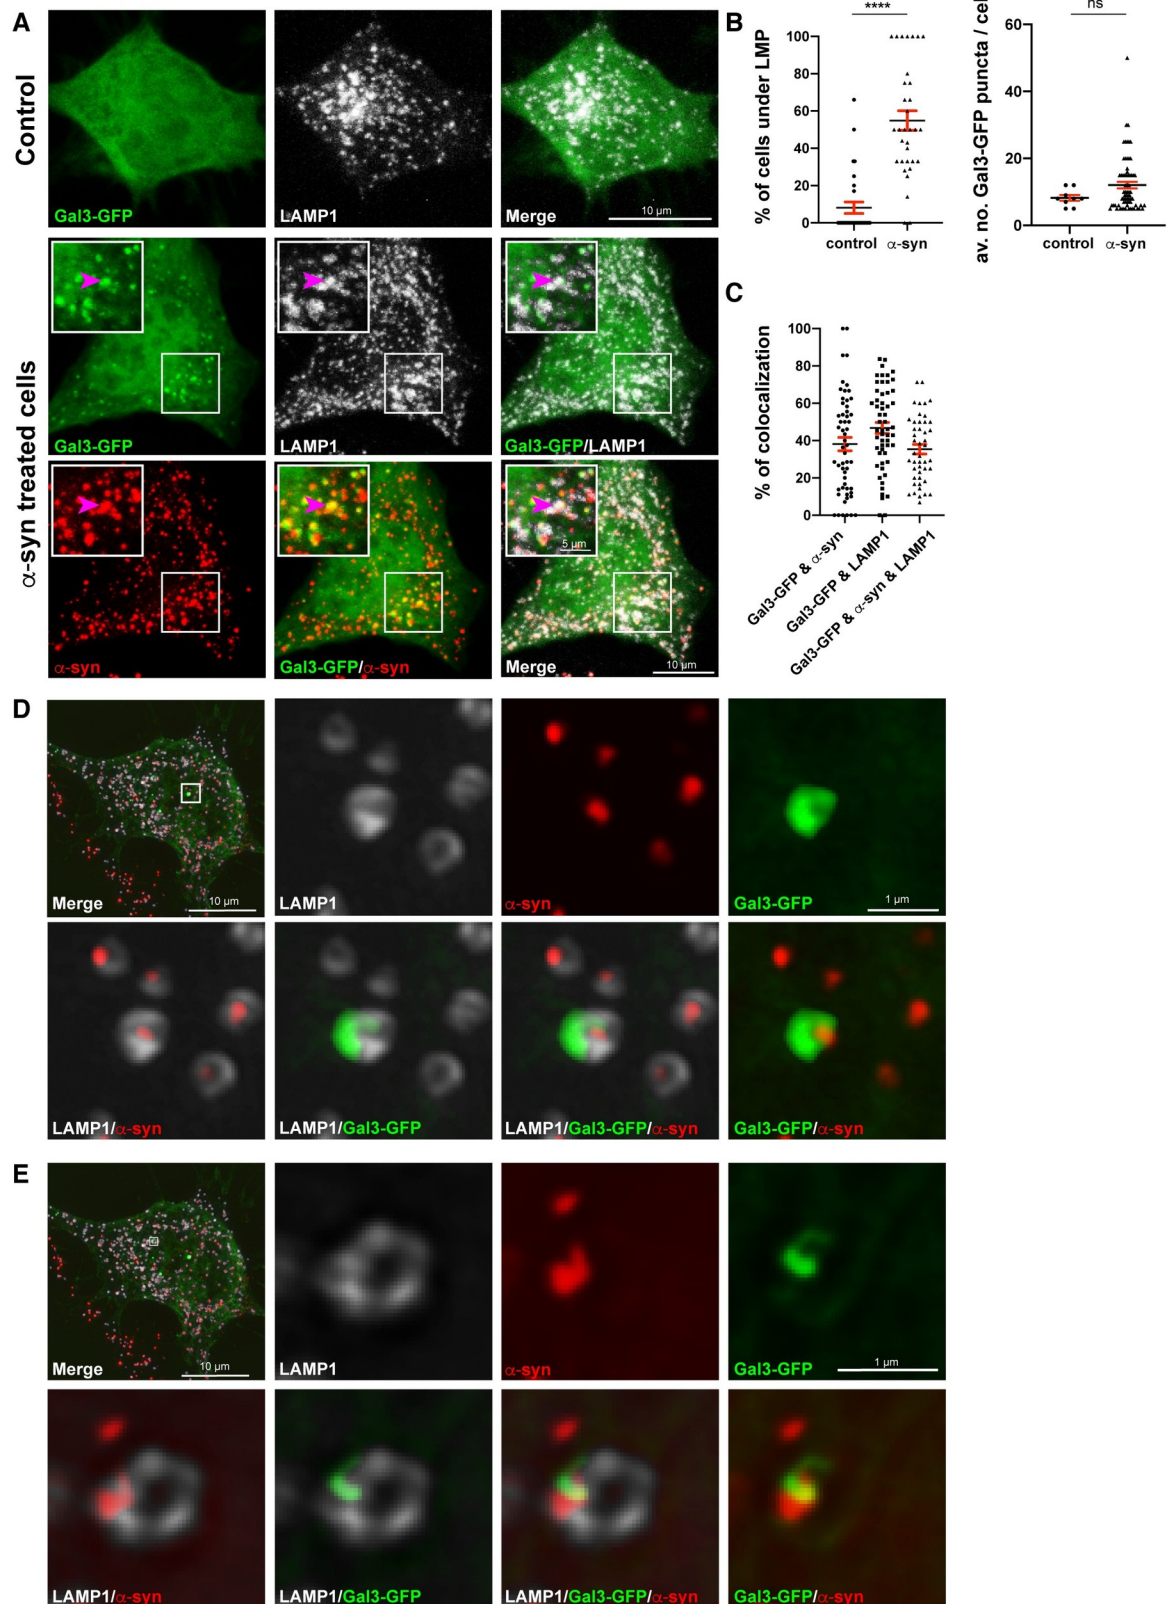 A
Control
Gal3-GFP
LAMP1
Merge
10 µm
α-syn treated cells
Gal3-GFP
LAMP1
Gal3-GFP/LAMP1
α-syn
Gal3-GFP/α-syn
5 µm
Merge
10 µm
B
% of cells under LMP
100
80
60
40
20
0
****
control
α-syn
av. no. Gal3-GFP puncta / cel
60
40
20
0
ns
control
α-syn
C
% of colocalization
100
80
60
40
20
0
Gal3-GFP & α-syn
Gal3-GFP & LAMP1
Gal3-GFP & α-syn & LAMP1
D
Merge
10 µm
LAMP1
α-syn
Gal3-GFP
1 µm
LAMP1/α-syn
LAMP1/Gal3-GFP
LAMP1/Gal3-GFP/α-syn
Gal3-GFP/α-syn
E
Merge
10 µm
LAMP1
α-syn
Gal3-GFP
1 µm
LAMP1/α-syn
LAMP1/Gal3-GFP
LAMP1/Gal3-GFP/α-syn
Gal3-GFP/α-syn